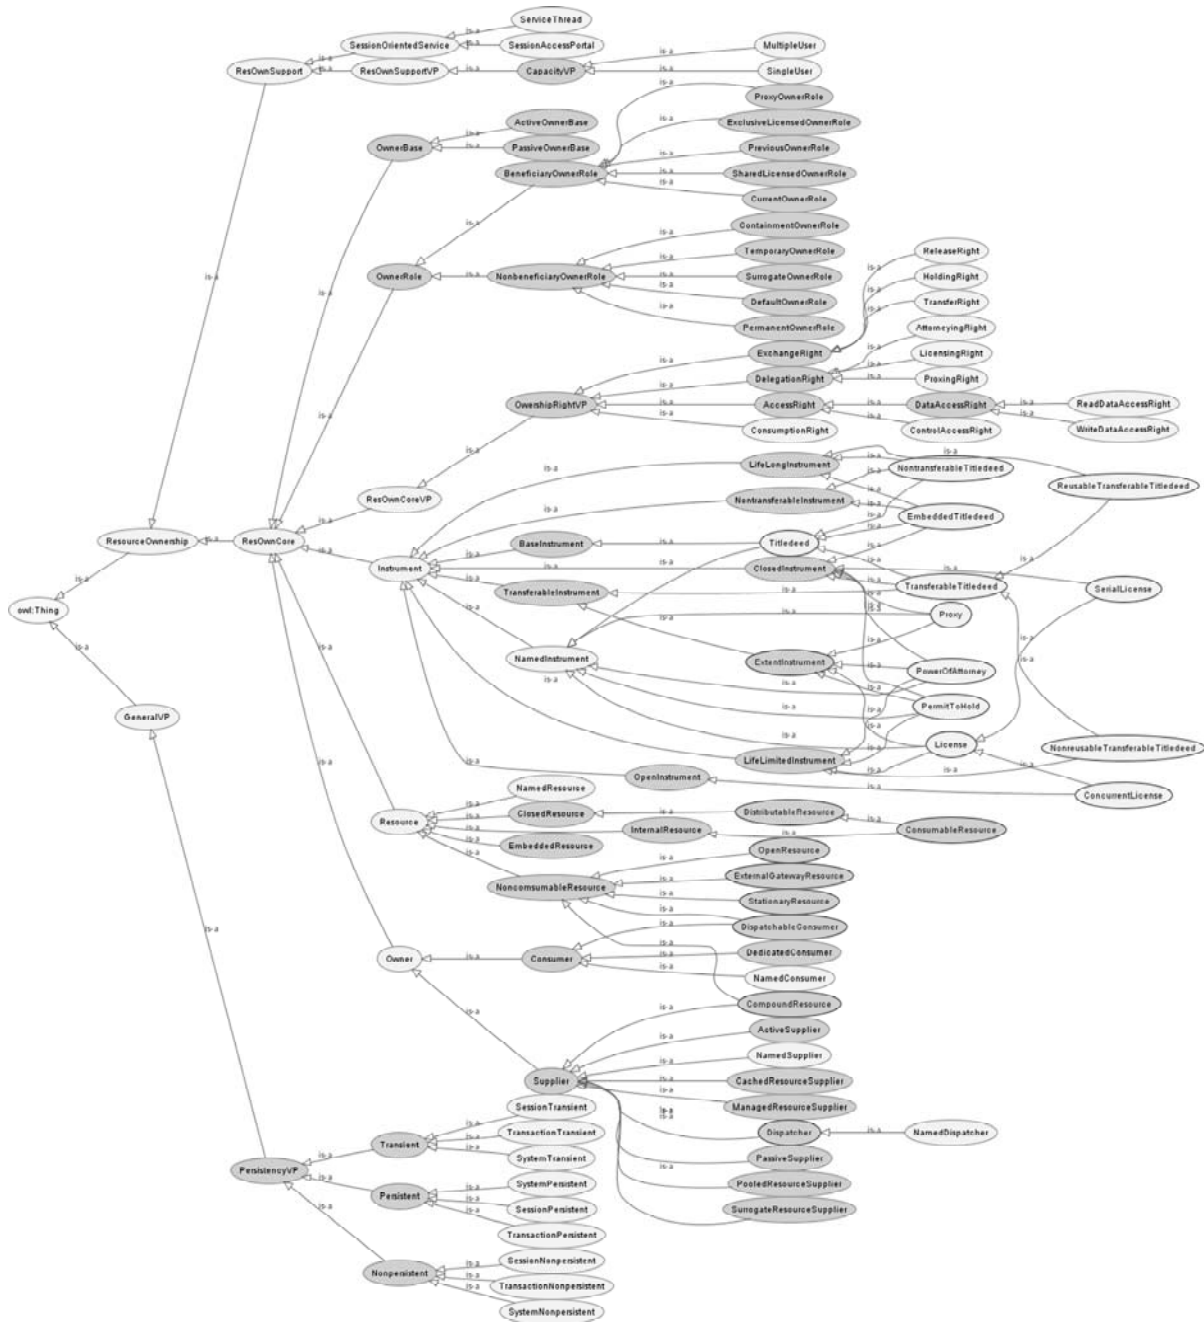 ServiceThread
SessionOrientedService
SessionAccessPortal
MultipleUser
ResOwnSupport
ResOwnSupportVP
CapacityVP
SingleUser
ProxyOwnerRole
ActiveOwnerBase
ExclusiveLicensedOwnerRole
OwnerBase
PassiveOwnerBase
PreviousOwnerRole
BeneficiaryOwnerRole
SharedLicensedOwnerRole
CurrentOwnerRole
ContainmentOwnerRole
TemporaryOwnerRole
ReleaseRight
OwnerRole
NonbeneficiaryOwnerRole
SurrogateOwnerRole
HoldingRight
DefaultOwnerRole
TransferRight
PermanentOwnerRole
AttorneyingRight
ExchangeRight
LicensingRight
DelegationRight
ProxingRight
OwershipRightVP
AccessRight
DataAccessRight
ReadDataAccessRight
ConsumptionRight
ControlAccessRight
WriteDataAccessRight
LifeLongInstrument
NontransferableTitledeed
ReusableTransferableTitledeed
ResOwnCoreVP
NontransferableInstrument
EmbeddedTitledeed
ResourceOwnership
ResOwnCore
BaseInstrument
Titledeed
Instrument
ClosedInstrument
TransferableInstrument
TransferableTitledeed
SerialLicense
owl:Thing
Proxy
NamedInstrument
ExtentInstrument
PowerOfAttorney
GeneralVP
PermitToHold
License
NonreusableTransferableTitledeed
LifeLimitedInstrument
OpenInstrument
ConcurrentLicense
NamedResource
Resource
ClosedResource
DistributableResource
InternalResource
ConsumableResource
EmbeddedResource
OpenResource
NoncomsumableResource
ExternalGatewayResource
StationaryResource
DispatchableConsumer
Owner
Consumer
DedicatedConsumer
NamedConsumer
CompoundResource
ActiveSupplier
NamedSupplier
Supplier
CachedResourceSupplier
SessionTransient
ManagedResourceSupplier
Transient
TransactionTransient
Dispatcher
NamedDispatcher
SystemTransient
PassiveSupplier
PersistencyVP
SystemPersistent
PooledResourceSupplier
Persistent
SessionPersistent
SurrogateResourceSupplier
TransactionPersistent
SessionNonpersistent
Nonpersistent
TransactionNonpersistent
SystemNonpersistent